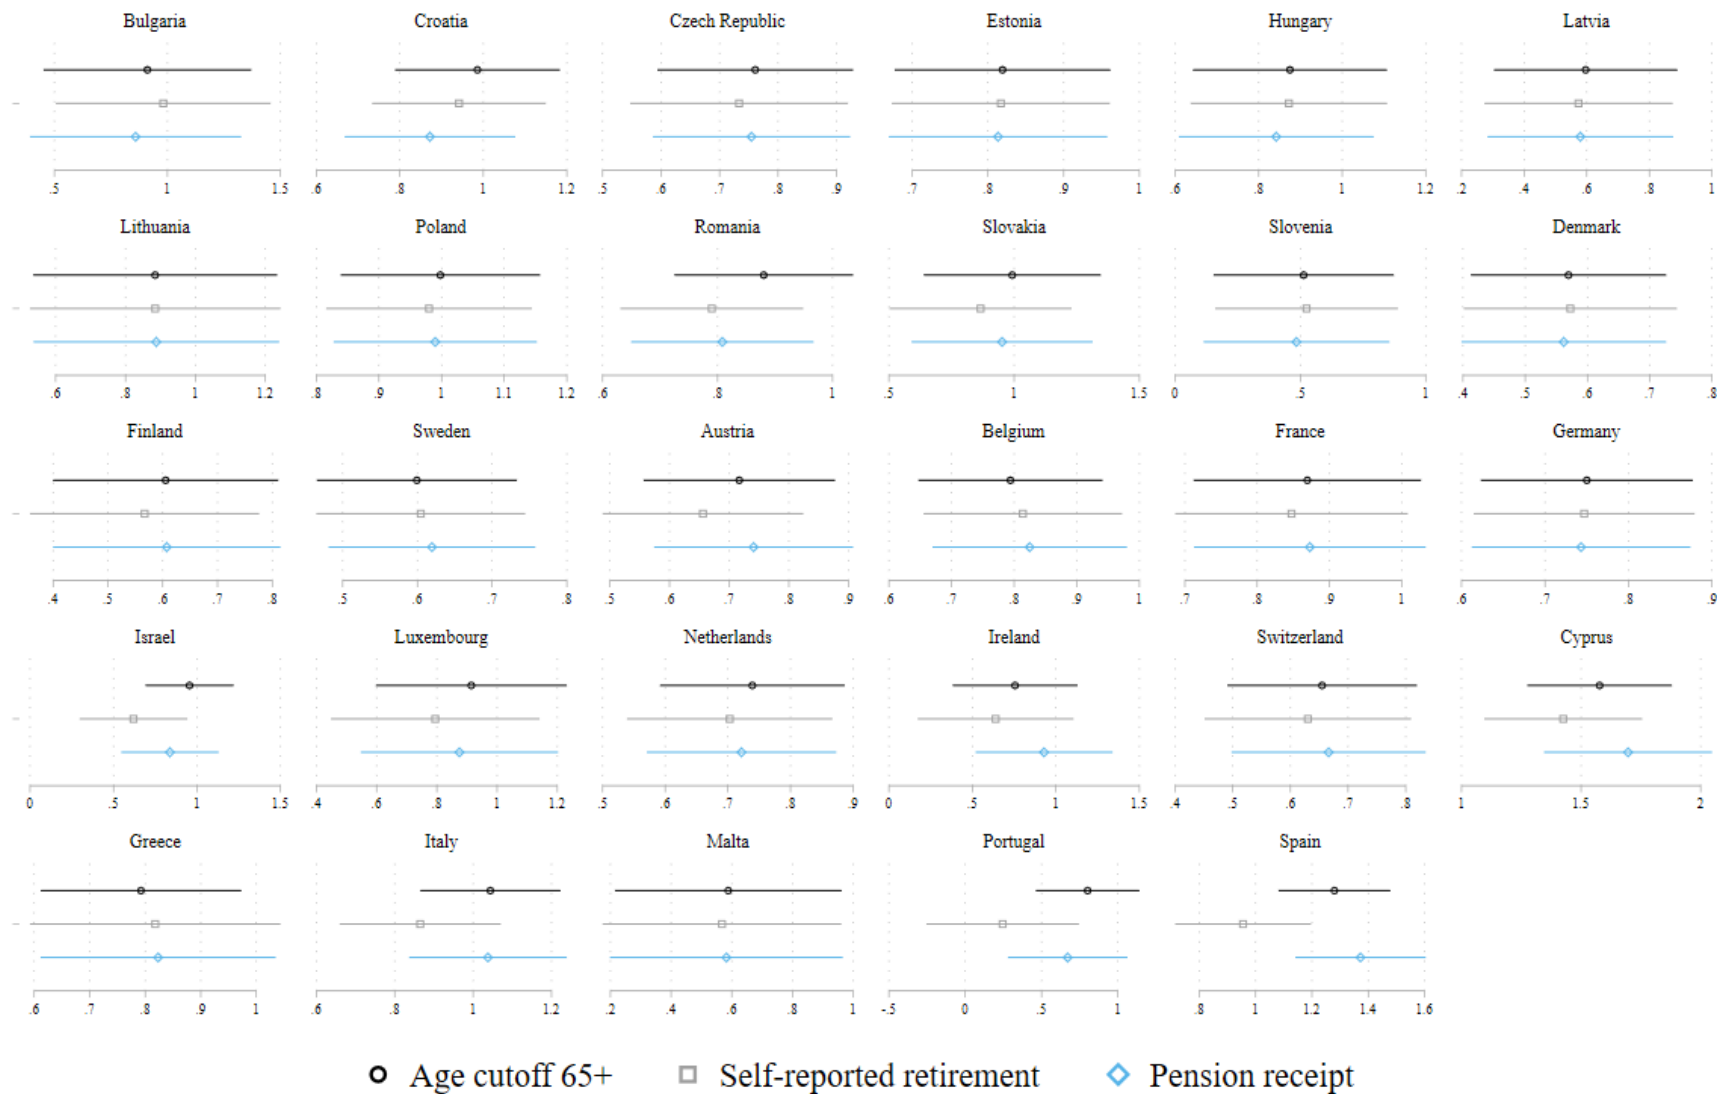 Bulgaria Croatia Czech Republic Estonia Hungary Latvia
.5 1 1.5 .6 .8 1 1.2 .5 .6 .7 .8 .9 .7 .8 .9 1 .6 .8 1 1.2 .2 .4 .6 .8 1
Lithuania Poland Romania Slovakia Slovenia Denmark
.6 .8 1 1.2 .8 .9 1 1.1 1.2 .6 .8 1 .5 1 1.5 0 .5 1 .4 .5 .6 .7 .8
Finland Sweden Austria Belgium France Germany
.4 .5 .6 .7 .8 .5 .6 .7 .8 .5 .6 .7 .8 .9 .6 .7 .8 .9 1 .7 .8 .9 1 .6 .7 .8 .9
Israel Luxembourg Netherlands Ireland Switzerland Cyprus
0 .5 1 1.5 .4 .6 .8 1 1.2 .5 .6 .7 .8 .9 0 .5 1 1.5 .4 .5 .6 .7 .8 1 1.5 2
Greece Italy Malta Portugal Spain
.6 .7 .8 .9 1 .6 .8 1 1.2 .2 .4 .6 .8 1 -.5 0 .5 1 .8 1 1.2 1.4 1.6
Age cutoff 65+ Self-reported retirement Pension receipt